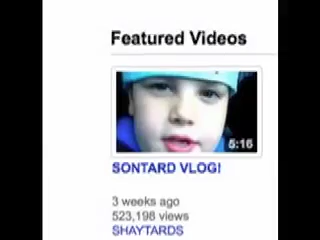 Featured Videos
5:16
SONTARD VLOG!
3 weeks ago
523,198 views
SHAYTARDS